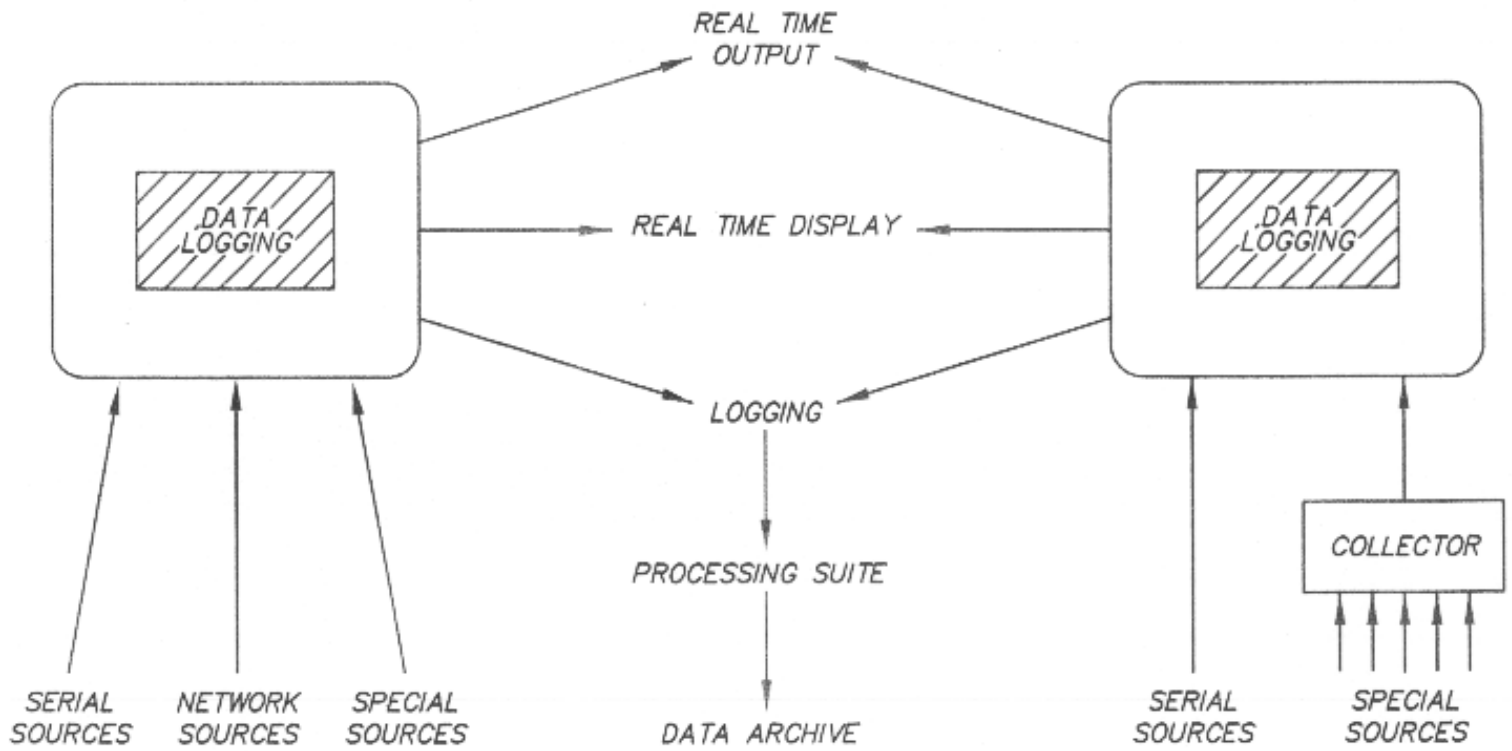 REAL TIME
OUTPUT
DATA
LOGGING
REAL TIME DISPLAY
DATA
LOGGING
LOGGING
COLLECTOR
PROCESSING SUITE
SERIAL
SOURCES
NETWORK
SOURCES
SPECIAL
SOURCES
DATA ARCHIVE
SERIAL
SOURCES
SPECIAL
SOURCES